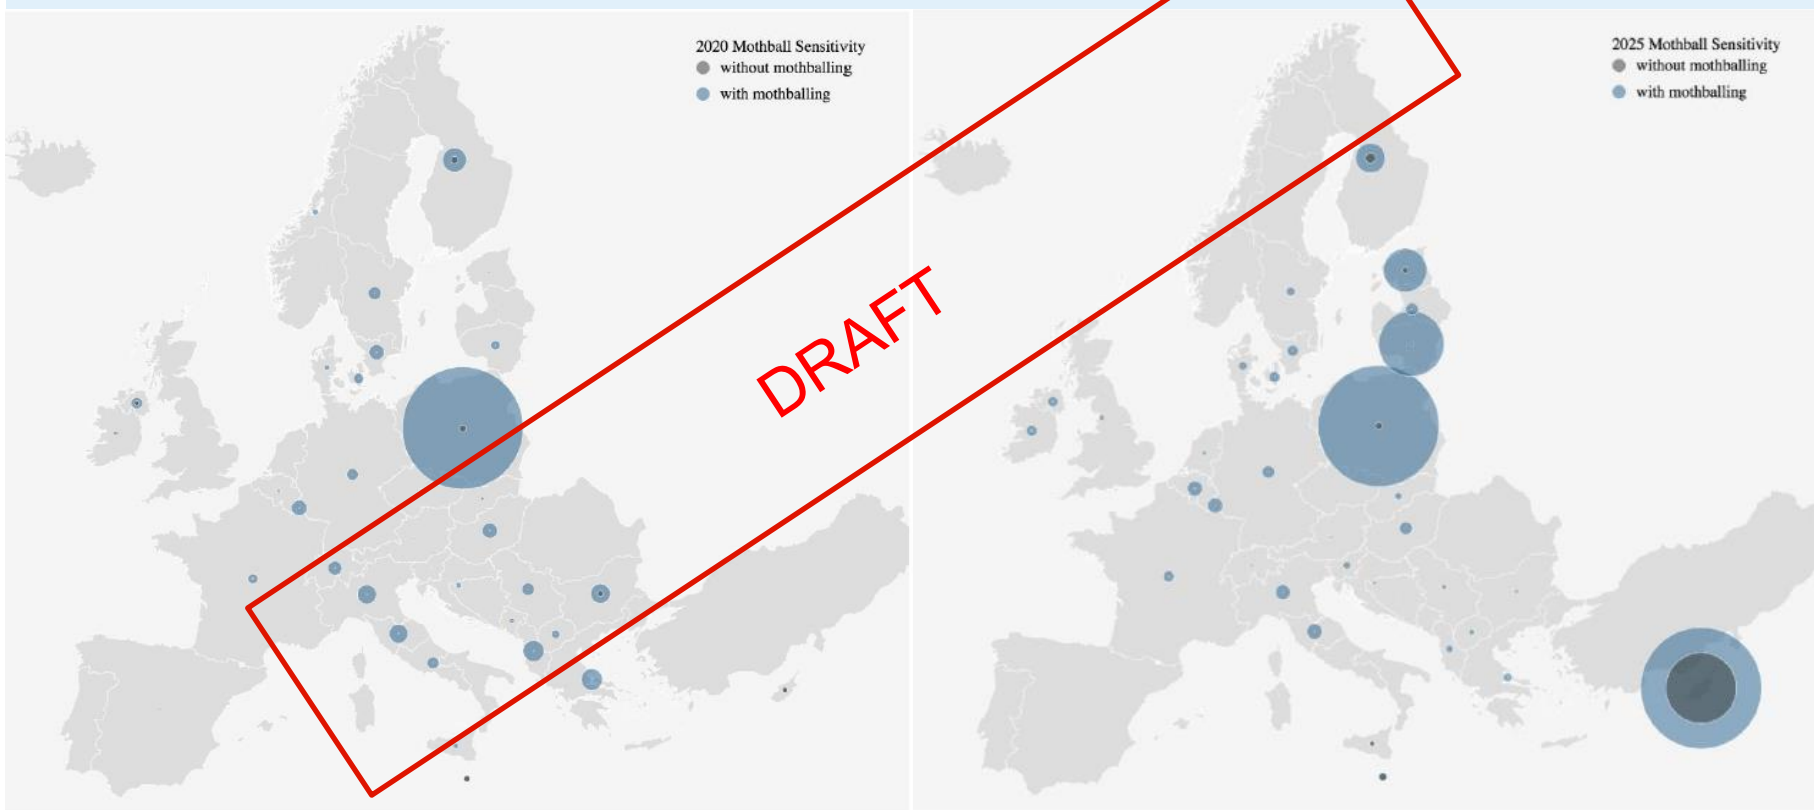 2020 Mothball Sensitivity
without mothballing
with mothballing
2025 Mothball Sensitivity
without mothballing
with mothballing
DRAFT